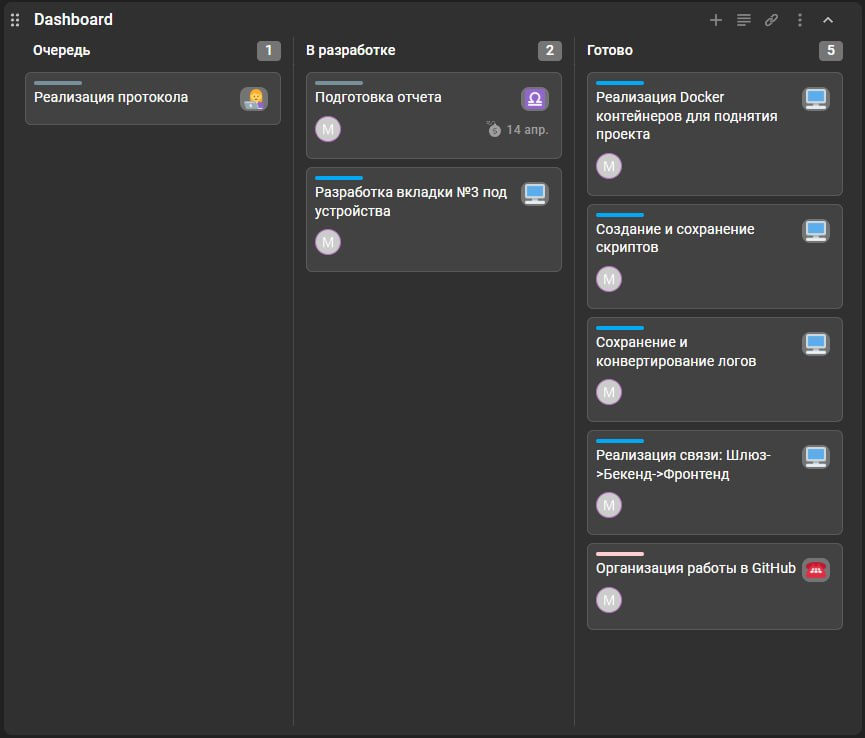 Dashboard
Очередь
1
Реализация протокола
В разработке
2
Подготовка отчета
M
14 апр.
Разработка вкладки №3 под
устройства
M
Готово
5
Реализация Docker
контейнеров для поднятия
проекта
M
Создание и сохранение
скриптов
M
Сохранение и
конвертирование логов
M
Реализация связи: Шлюз-
>Бекенд->Фронтенд
M
Организация работы в GitHub
M